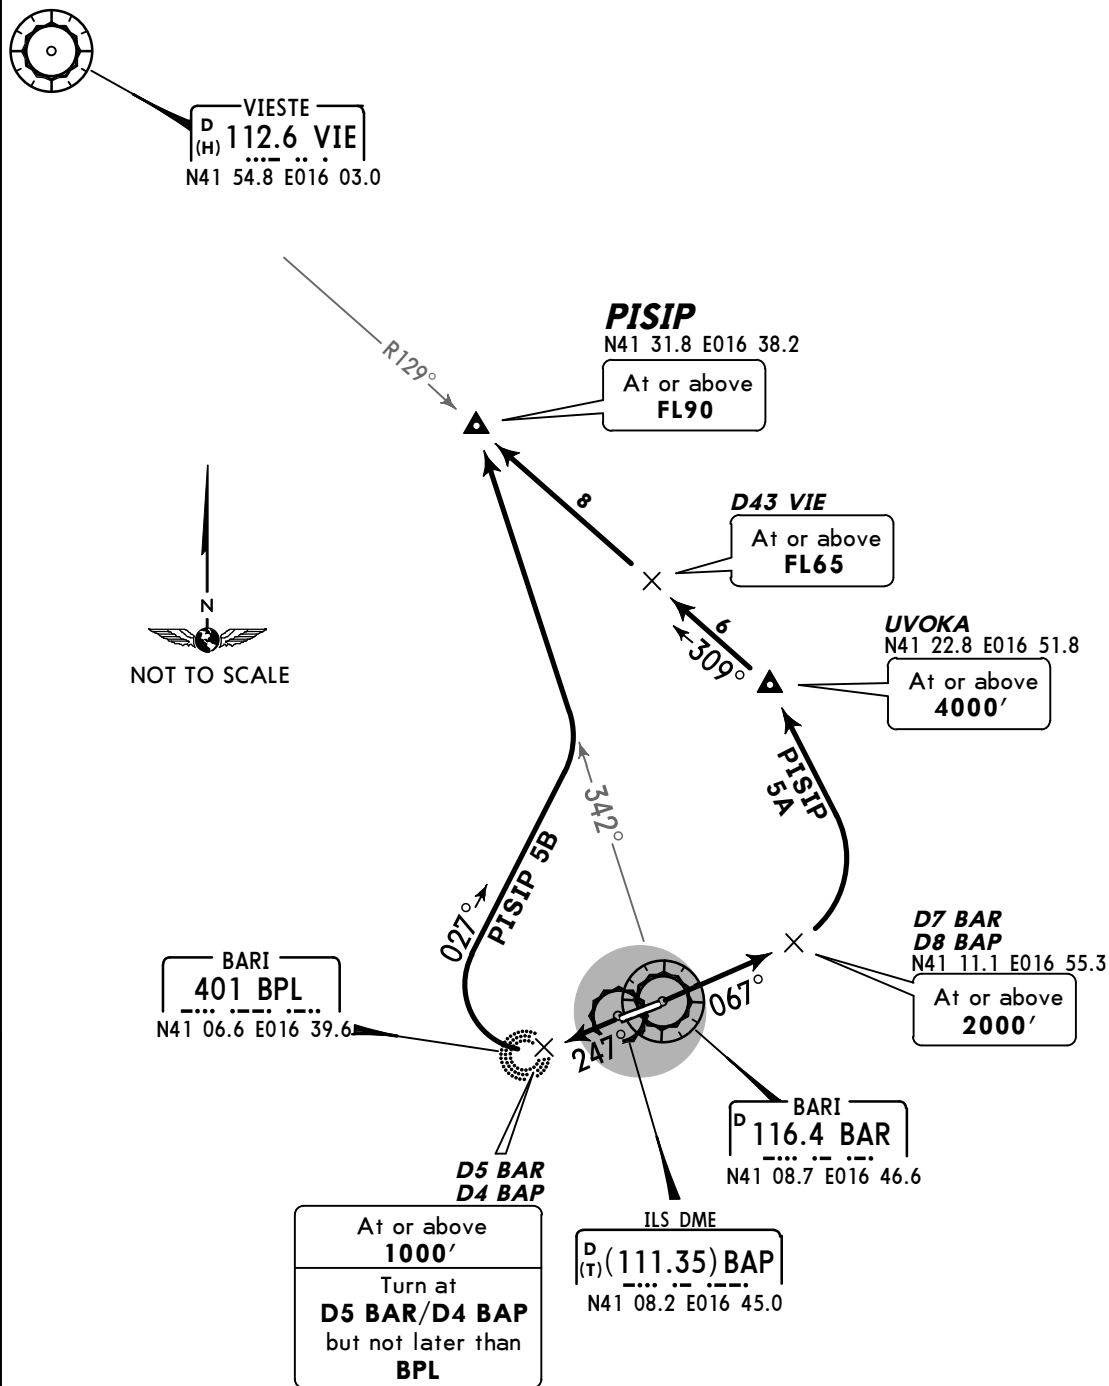 VIESTE
D
(H)
112.6 VIE
N41 54.8 E016 03.0
R129°
PISIP
N41 31.8 E016 38.2
At or above
FL90
8
D43 VIE
At or above
FL65
6
309°
UVOKA
N41 22.8 E016 51.8
At or above
4000'
N
NOT TO SCALE
PISIP
5A
342°
PISIP 5B
027°
D7 BAR
D8 BAP
N41 11.1 E016 55.3
At or above
2000'
BARI
401 BPL
N41 06.6 E016 39.6
067°
247°
BARI
D
116.4 BAR
N41 08.7 E016 46.6
D5 BAR
D4 BAP
At or above
1000'
Turn at
D5 BAR/D4 BAP
but not later than
BPL
ILS DME
D
(T)
(111.35) BAP
N41 08.2 E016 45.0